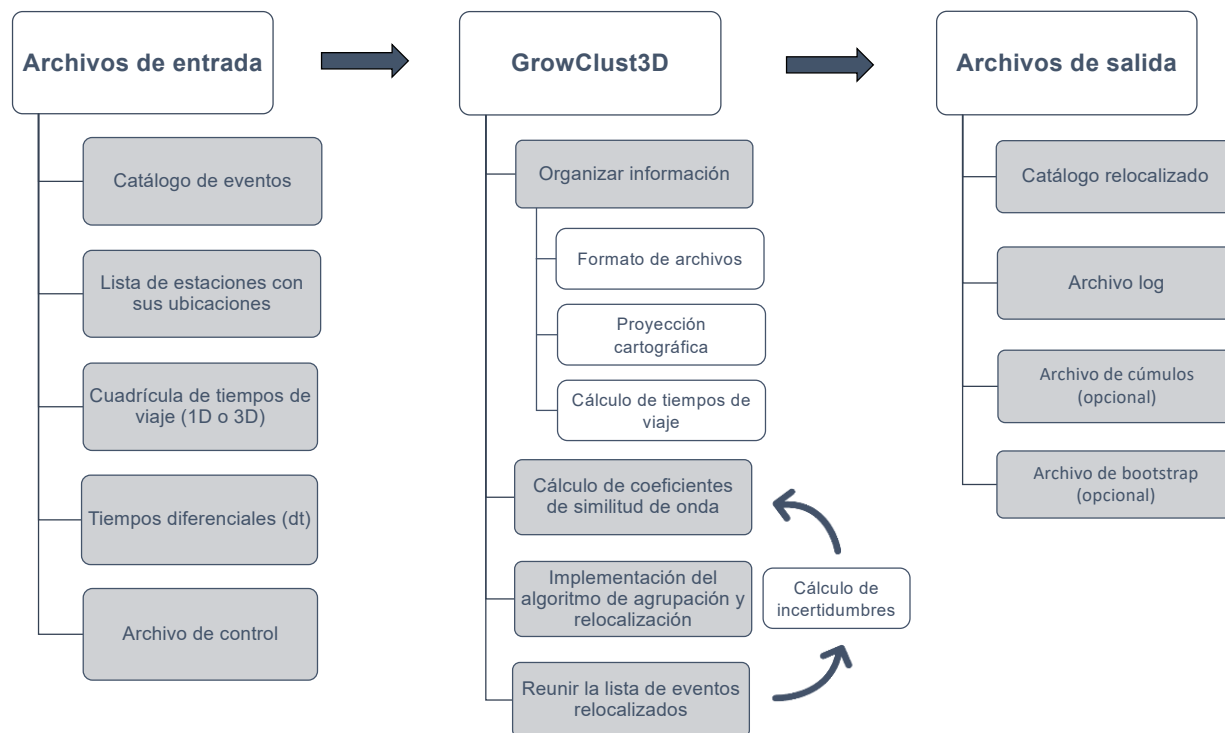 Archivos de entrada
Catálogo de eventos
Lista de estaciones con
sus ubicaciones
Cuadrícula de tiempos de
viaje (1D o 3D)
Tiempos diferenciales (dt)
Archivo de control
GrowClust3D
Organizar información
Formato de archivos
Proyección
cartográfica
Cálculo de tiempos de
viaje
Cálculo de coeficientes
de similitud de onda
Implementación del
algoritmo de agrupación y
relocalización
Reunir la lista de eventos
relocalizados
Cálculo de
incertidumbres
Archivos de salida
Catálogo relocalizado
Archivo log
Archivo de cúmulos
(opcional)
Archivo de bootstrap
(opcional)